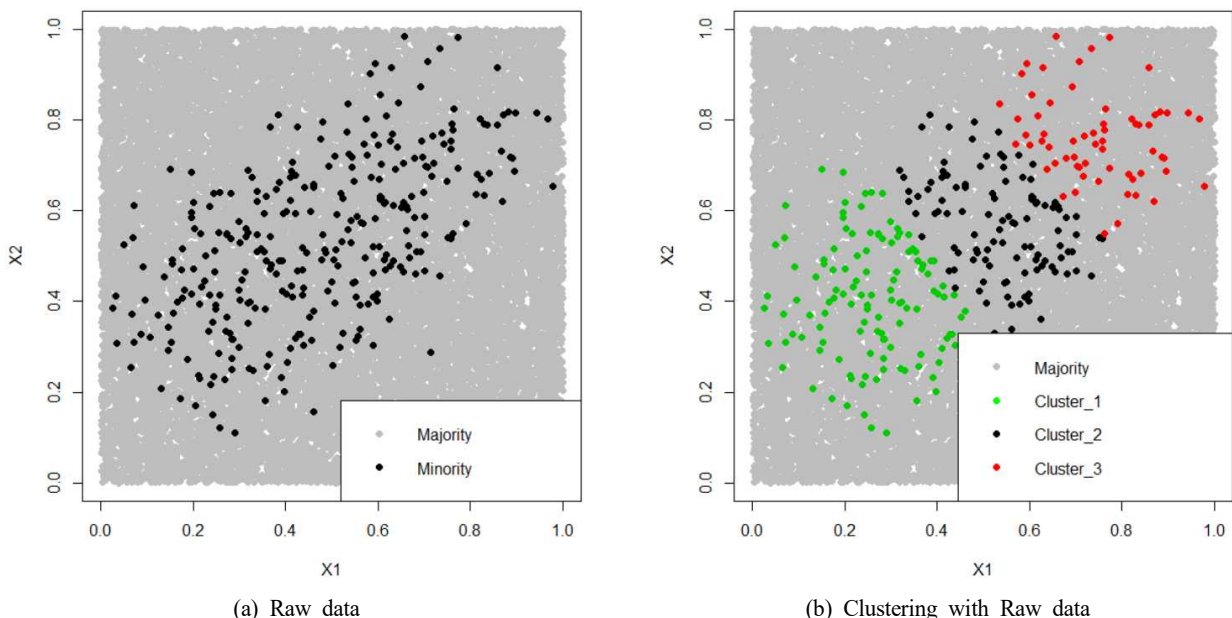 1.0
0.8
0.6
0.4
0.2
0.0
X2
0.0 0.2 0.4 0.6 0.8 1.0
X1
Majority
Minority
(a) Raw data
1.0
0.8
0.6
0.4
0.2
0.0
X2
0.0 0.2 0.4 0.6 0.8 1.0
X1
Majority
Cluster_1
Cluster_2
Cluster_3
(b) Clustering with Raw data